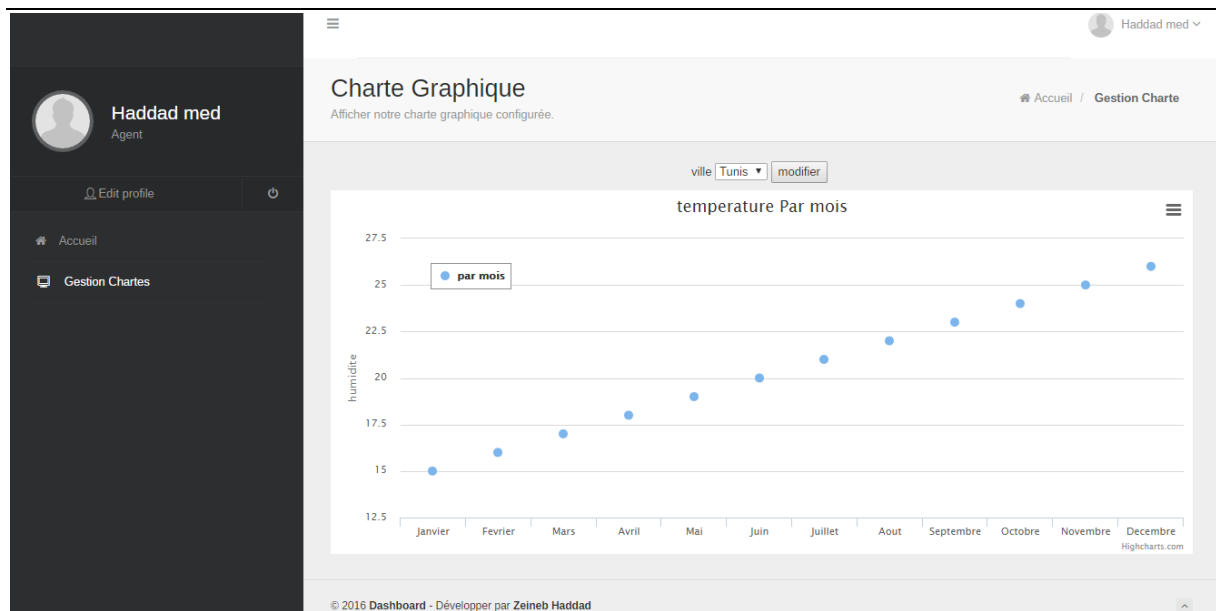 Haddad med
Haddad med
Agent
Edit profile
Accueil
Gestion Chartes
Charte Graphique
Afficher notre charte graphique configurée.
Accueil / Gestion Charte
ville Tunis modifier
temperature Par mois
par mois
humidite
27.5
25
22.5
20
17.5
15
12.5
Janvier Fevrier Mars Avril Mai Juin Juillet Aout Septembre Octobre Novembre Decembre
Highcharts.com
© 2016 Dashboard - Développer par Zeineb Haddad